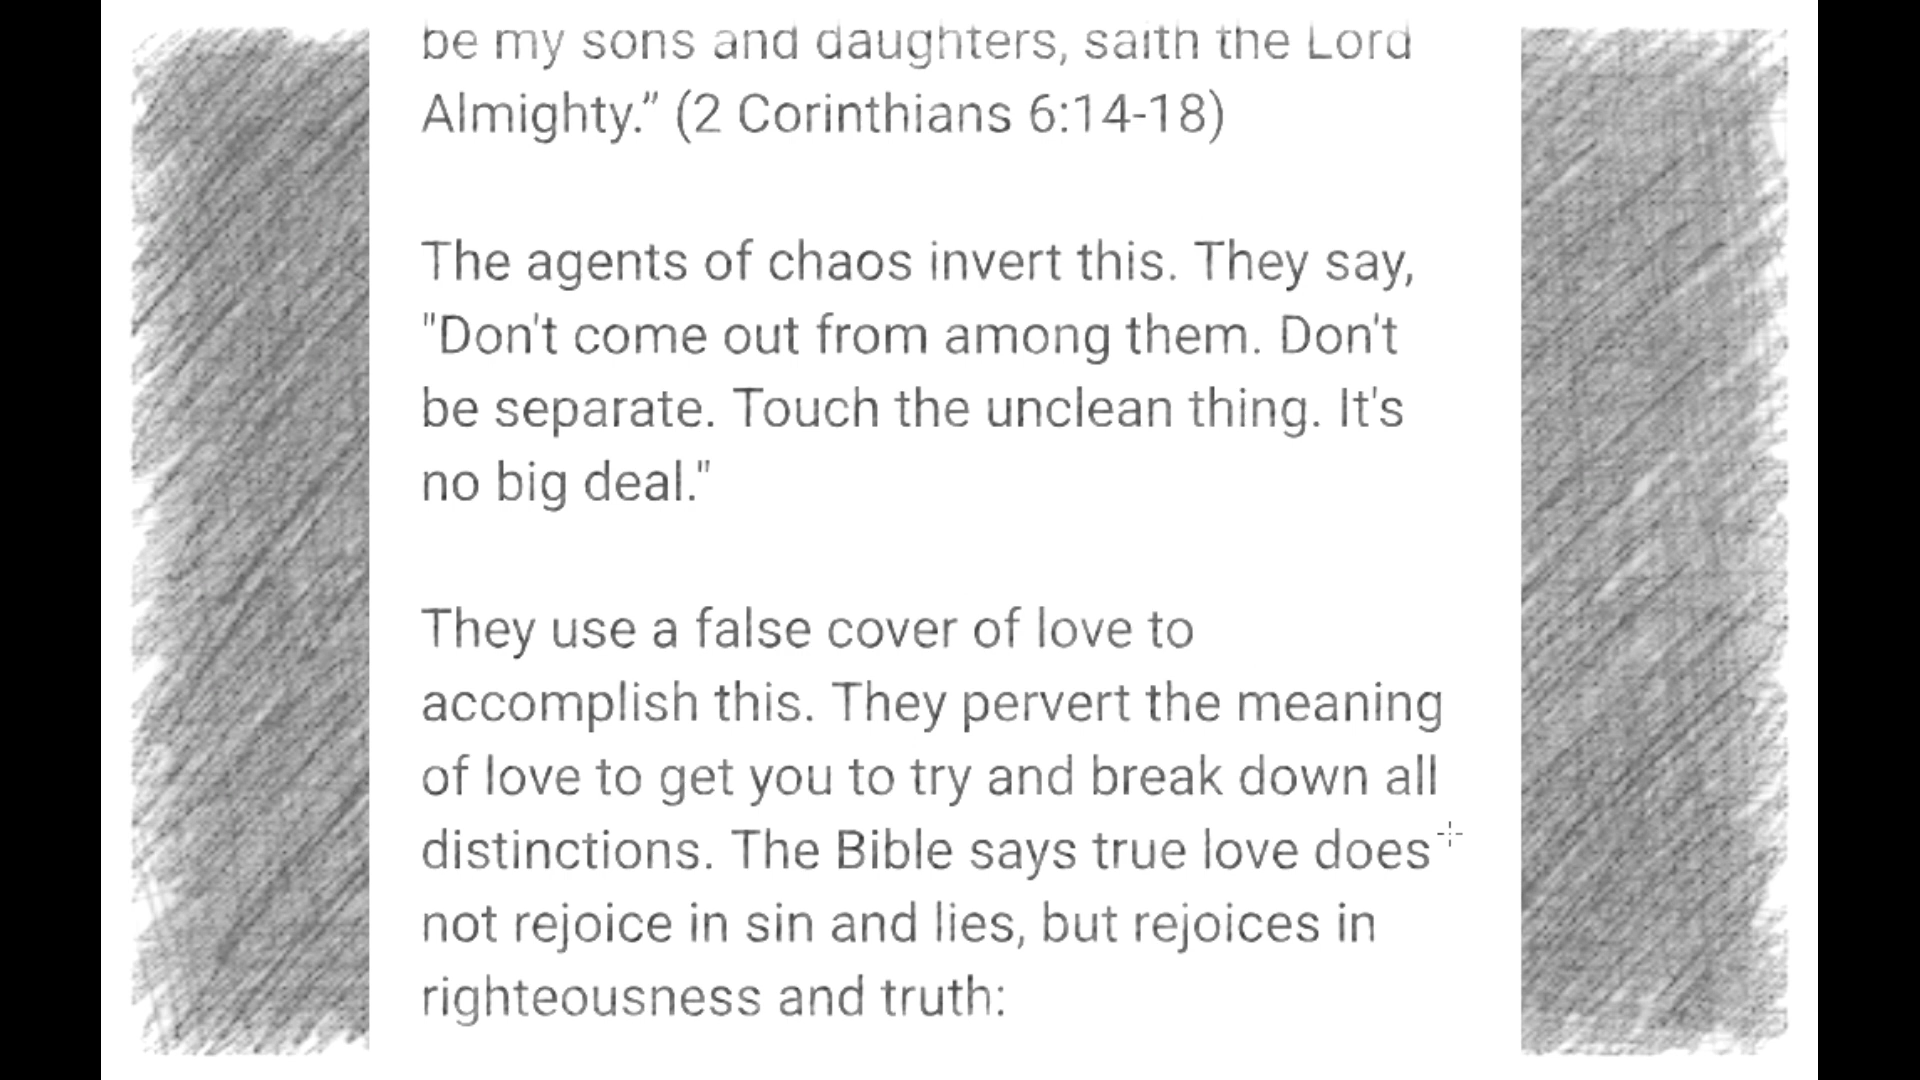 be my sons and daughters, saith the Lord
Almighty.” (2 Corinthians 6:14-18)
The agents of chaos invert this. They say,
"Don't come out from among them. Don't
be separate. Touch the unclean thing. It's
no big deal."
They use a false cover of love to
accomplish this. They pervert the meaning
of love to get you to try and break down all
distinctions. The Bible says true love does
not rejoice in sin and lies, but rejoices in
righteousness and truth: